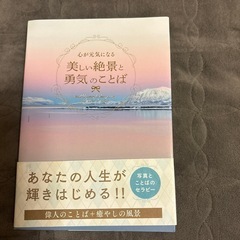 心が元気になる
美しい絶景と
勇気のことば
あなたの人生が
輝きはじめる!!
写真と
ことばの
セラピー
偉人のことば+癒やしの風景